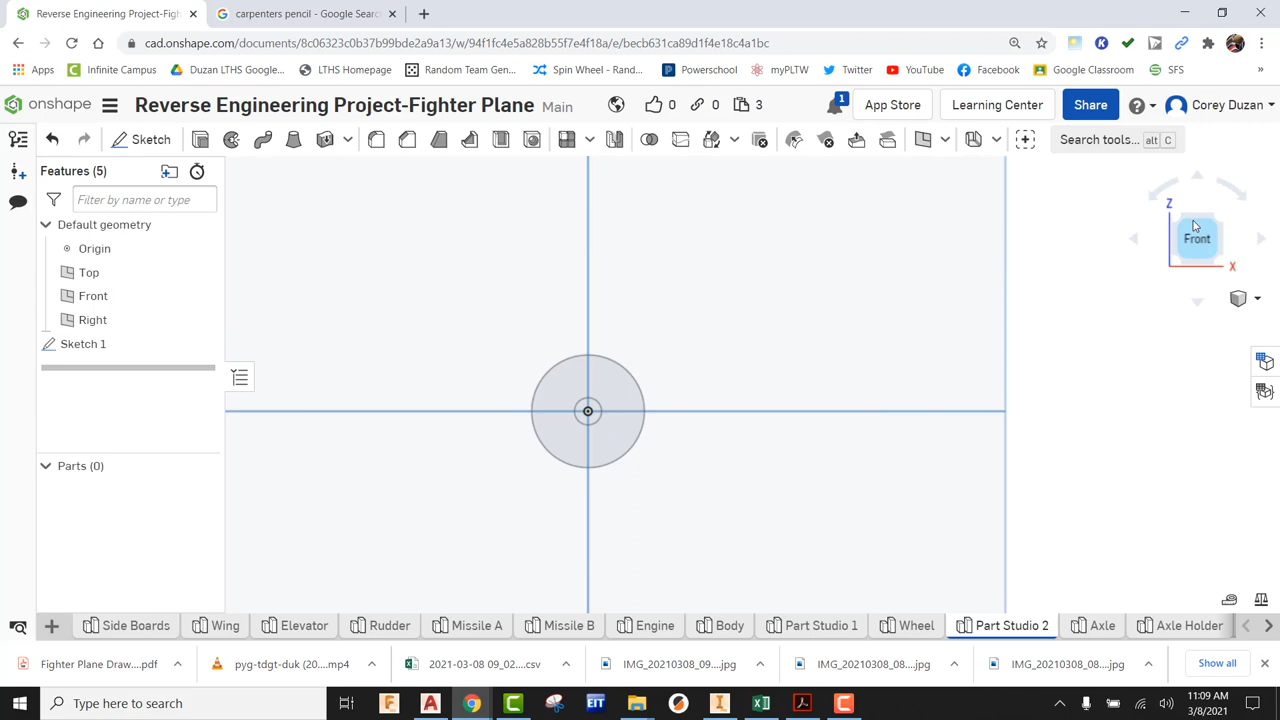 Reverse Engineering Project-Fight
carpenters pencil - Google Searc
cad.onshape.com/documents/8c06323c0b37b99bde2a9a13/w/94f1fc4e5a828b55f7e4f18a/e/becb631ca89d1f4e18c4a1bc
Apps
Infinite Campus
Duzan LTHS Google...
LTHS Homepage
Random Team Gen...
Spin Wheel - Rand...
Powerschool
myPLTW
Twitter
YouTube
Facebook
Google Classroom
SFS
onshape
Reverse Engineering Project-Fighter Plane
Main
0
0
3
1
App Store
Learning Center
Share
Corey Duzan
Sketch
Search tools...
alt
C
Features (5)
Filter by name or type
Default geometry
Origin
Top
Front
Right
Sketch 1
Parts (0)
Z
Front
X
Side Boards
Wing
Elevator
Rudder
Missile A
Missile B
Engine
Body
Part Studio 1
Wheel
Part Studio 2
Axle
Axle Holder
Fighter Plane Draw....pdf
pyg-tdgt-duk (20....mp4
2021-03-08 09_02....csv
IMG_20210308_09....jpg
IMG_20210308_08....jpg
IMG_20210308_08....jpg
Show all
Type here to search
EIT
11:09 AM
3/8/2021